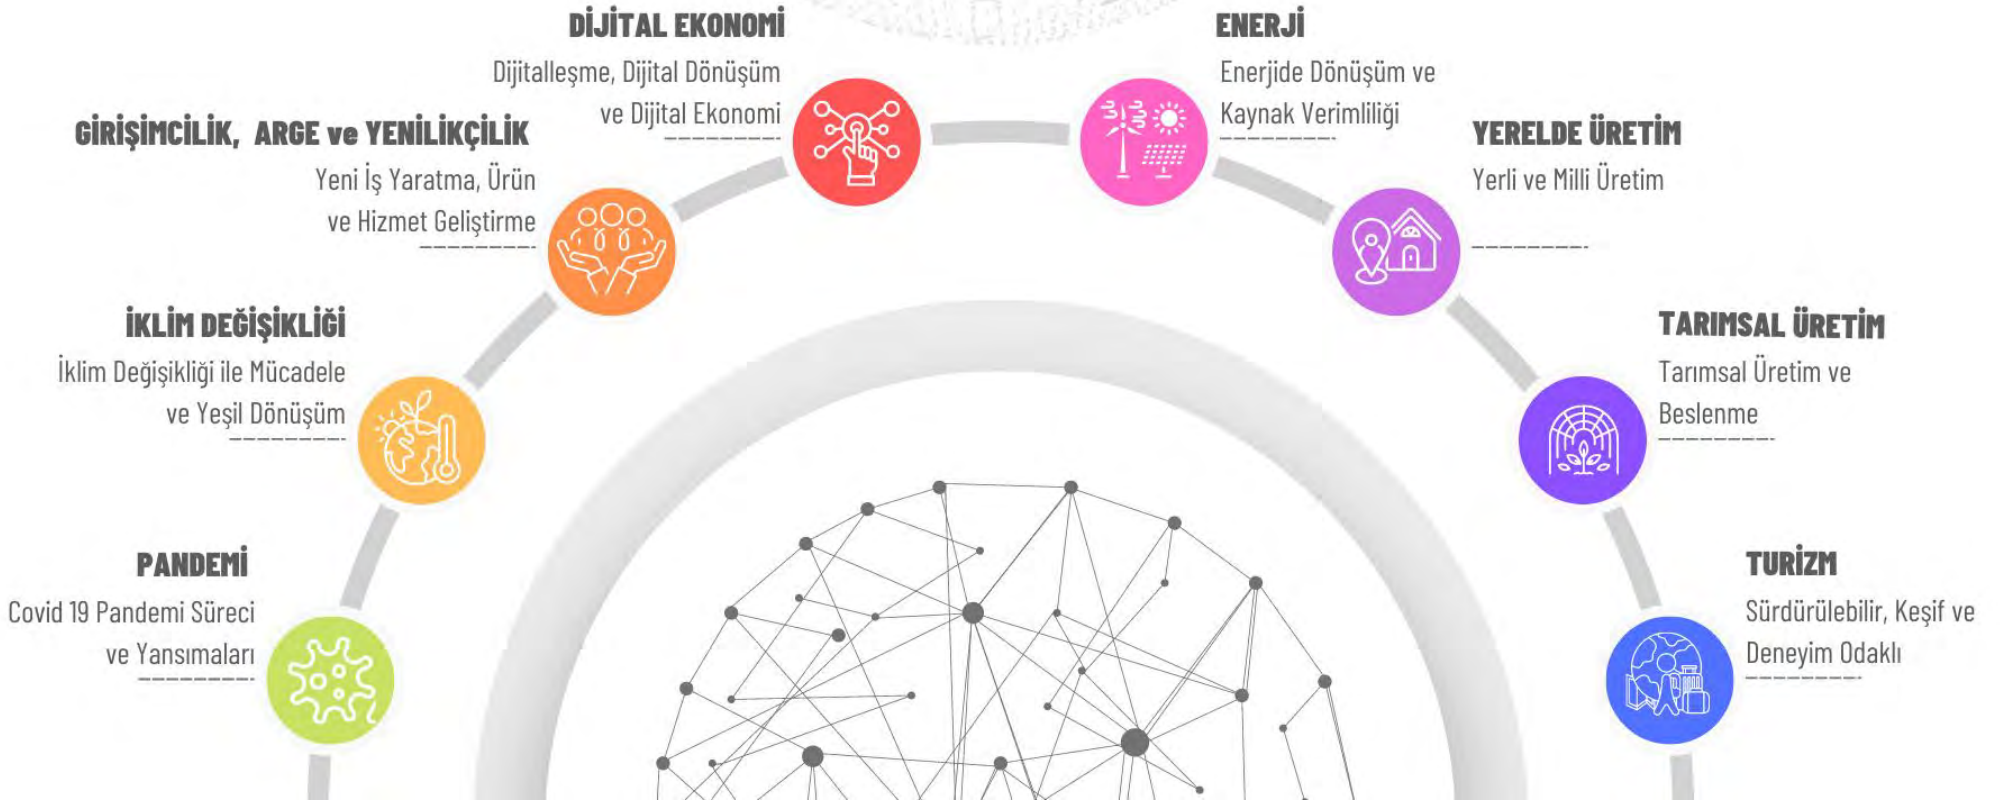 DİJİTAL EKONOMİ
Dijitalleşme, Dijital Dönüşüm
ve Dijital Ekonomi
ENERJİ
Enerjide Dönüşüm ve
Kaynak Verimliliği
GİRİŞİMCİLİK, ARGE ve YENİLİKÇİLİK
Yeni İş Yaratma, Ürün
ve Hizmet Geliştirme
YERELDE ÜRETİM
Yerli ve Milli Üretim
İKLİM DEĞİŞİKLİĞİ
İklim Değişikliği ile Mücadele
ve Yeşil Dönüşüm
TARIMSAL ÜRETİM
Tarımsal Üretim ve
Beslenme
PANDEMİ
Covid 19 Pandemi Süreci
ve Yansımaları
TURİZM
Sürdürülebilir, Keşif ve
Deneyim Odaklı